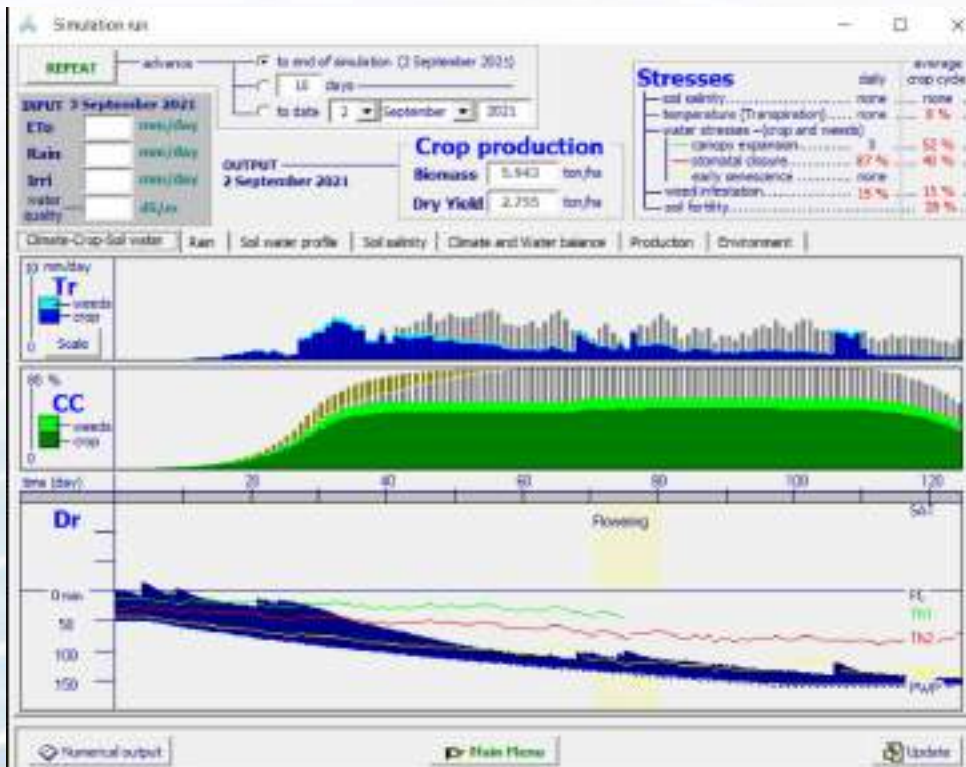 Simulation run
REPEAT
advance
to end of simulation (2 September 2021)
10 days
to date 2 September 2021
INPUT 3 September 2021
ETo mm/day
Rain mm/day
Irri mm/day
water quality dS/m
OUTPUT
2 September 2021
Crop production
Biomass 5.943 ton/ha
Dry Yield 2.755 ton/ha
Stresses daily average crop cycle
soil salinity none none
temperature (Transpiration) none 8 %
water stresses (crop and weeds)
canopy expansion 52 %
stomatal closure 87 % 40 %
early senescence none
weed infestation 15 % 15 %
soil fertility
Climate-Crop-Soil water Rain Soil water profile Soil salinity Climate and Water balance Production Environment
10 mm/day
Tr
weeds
crop
0
Scale
%
CC
weeds
crop
0
time (day) 20 40 60 80 100 120
Dr
Flowering
SAT
0 mm
FC
Th1
50
Th2
100
150
PWP
Numerical output
Main Menu
Update